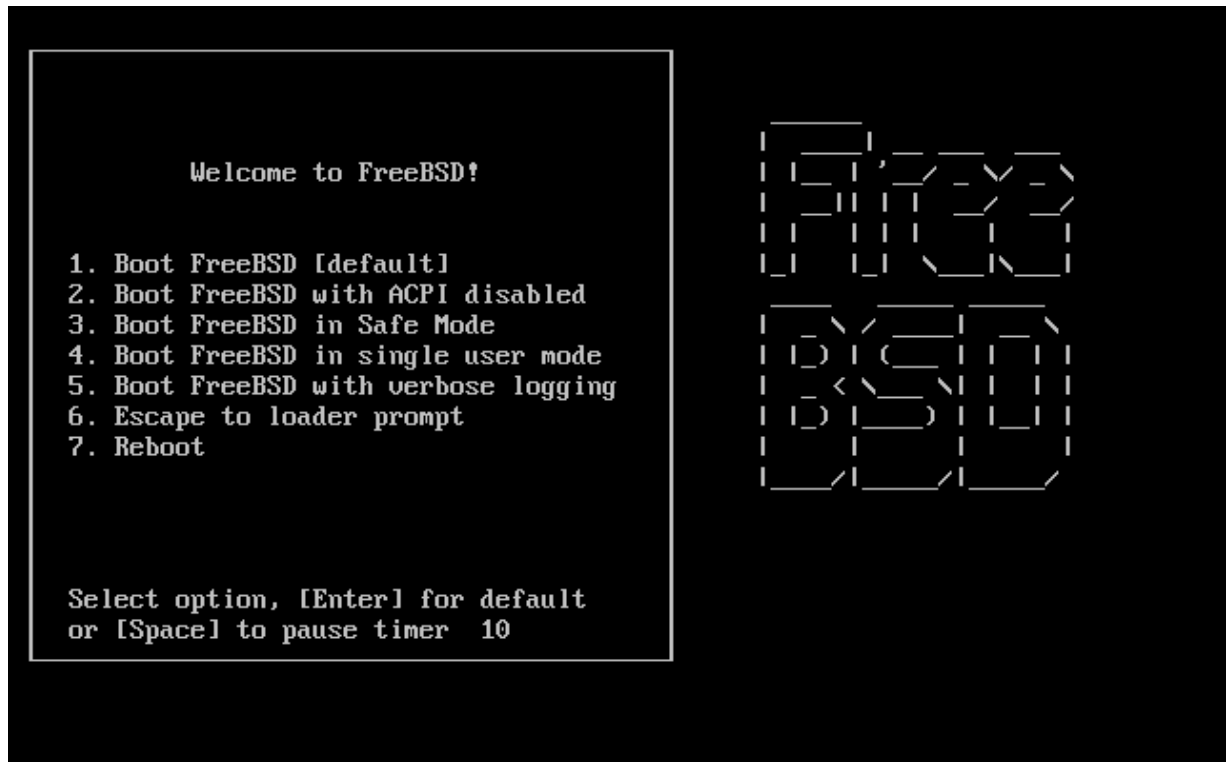 Welcome to FreeBSD!
1. Boot FreeBSD [default]
2. Boot FreeBSD with ACPI disabled
3. Boot FreeBSD in Safe Mode
4. Boot FreeBSD in single user mode
5. Boot FreeBSD with verbose logging
6. Escape to loader prompt
7. Reboot
Select option, [Enter] for default
or [Space] to pause timer  10
Free
BSD